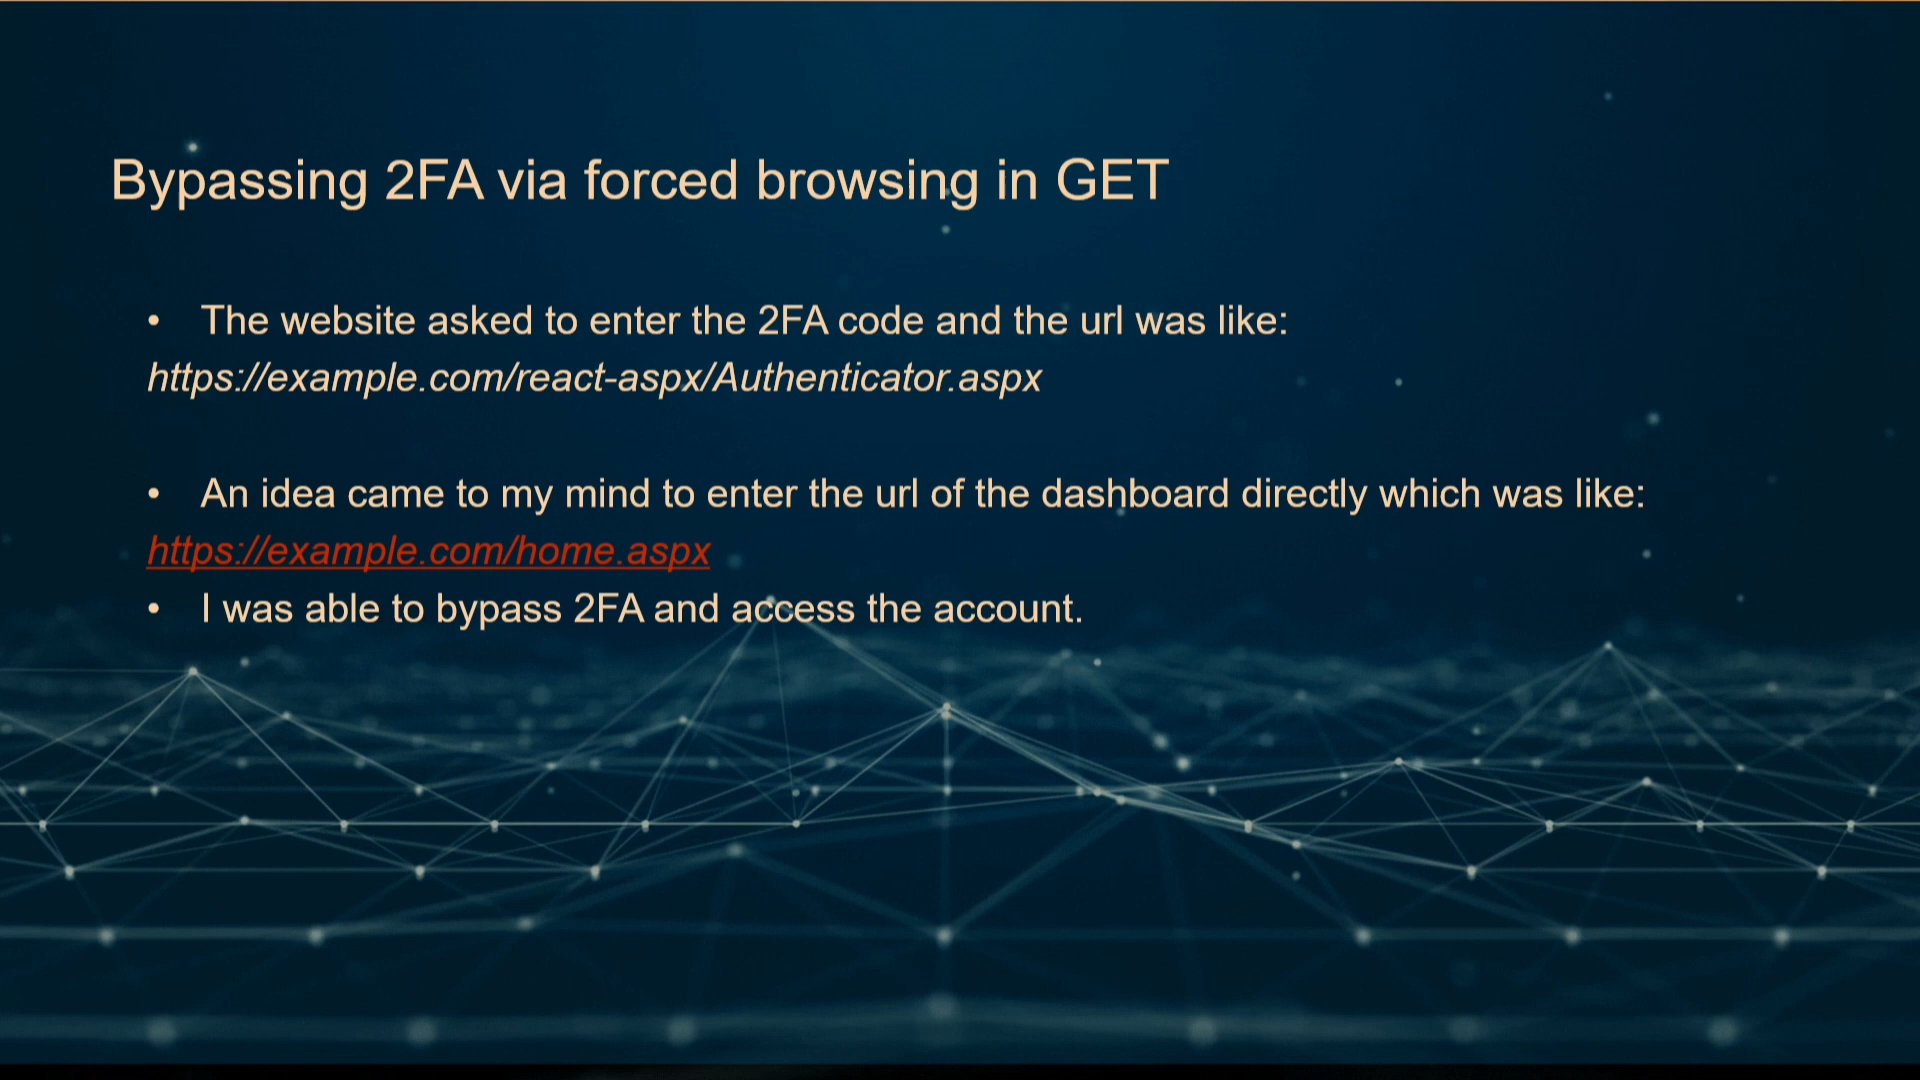 Bypassing 2FA via forced browsing in GET
• The website asked to enter the 2FA code and the url was like:
https://example.com/react-aspx/Authenticator.aspx
• An idea came to my mind to enter the url of the dashboard directly which was like:
https://example.com/home.aspx
• I was able to bypass 2FA and access the account.